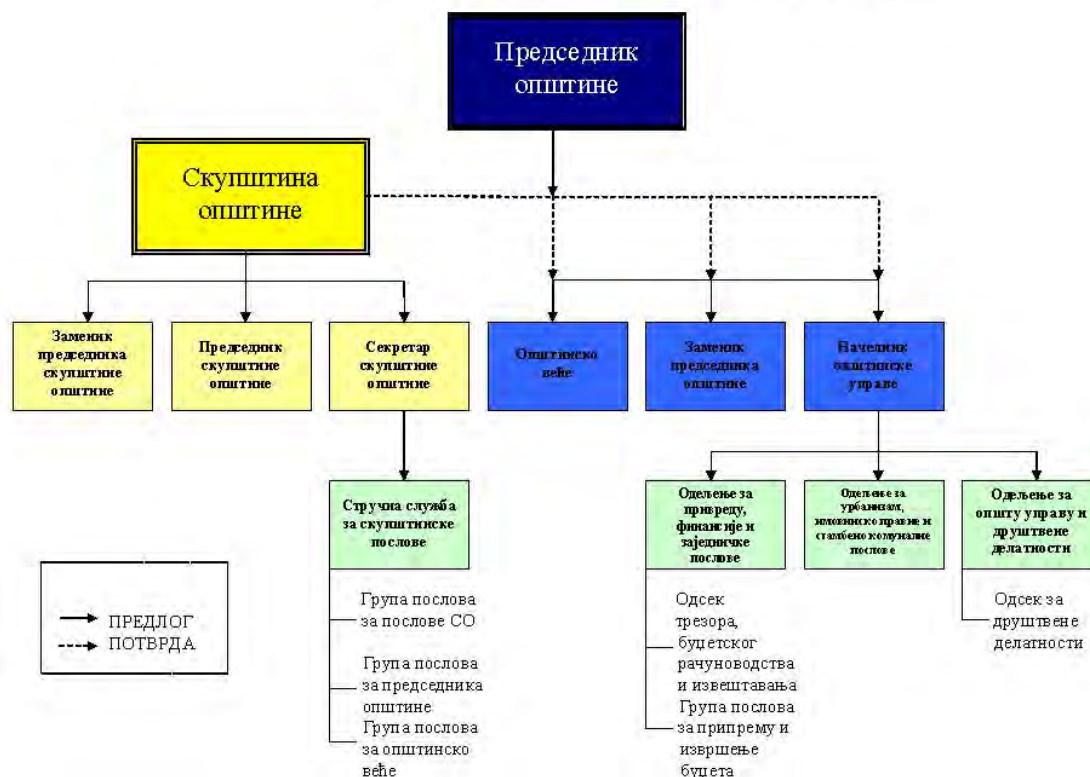 Председник
општине
Скупштина
општине
Заменик
председника
скупштине
општине
Председник
скупштине
општине
Секретар
скупштине
општине
Општинско
веће
Заменик
председника
општине
Начелник
општинске
управе
Стручна служба
за скупштинске
послове
Одељење за
привреду,
финансије и
заједничке
послове
Одељење за
урбанизам,
имовинско правне и
стамбено комуналне
послове
Одељење за
општу управу и
друштвене
делатности
ПРЕДЛОГ
ПОТВРДА
Група послова
за послове СО
Група послова
за председника
општине
Група послова
за општинско
веће
Одсек
трезора,
буџетског
рачуноводства
и извештавања
Група послова
за припрему и
извршење
буџета
Одсек за
друштвене
делатности